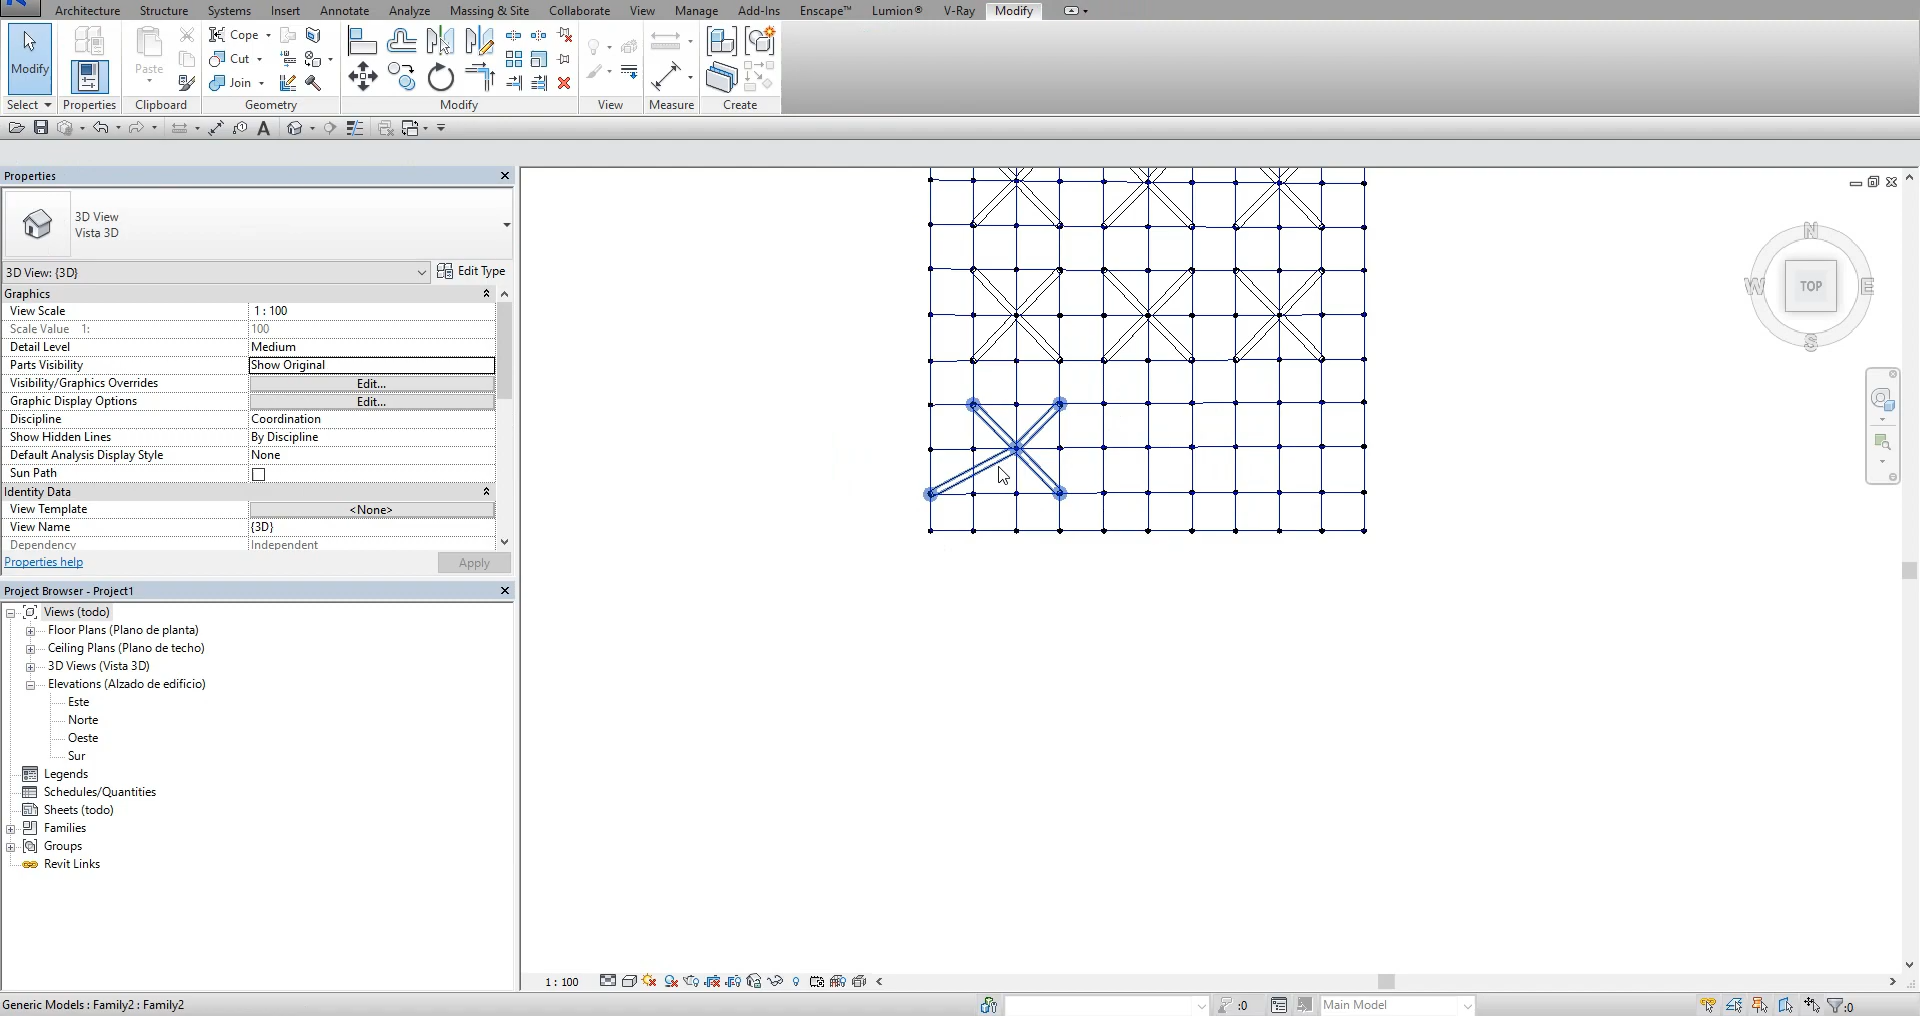 Architecture Structure Systems Insert Annotate Analyze Massing & Site Collaborate View Manage Add-Ins Enscape™ Lumion® V-Ray Modify
Modify Paste Cope Cut Join
Select Properties Clipboard Geometry Modify View Measure Create
A
Properties
3D View
Vista 3D
3D View: {3D} Edit Type
Graphics
View Scale 1 : 100
Scale Value 1: 100
Detail Level Medium
Parts Visibility Show Original
Visibility/Graphics Overrides Edit...
Graphic Display Options Edit...
Discipline Coordination
Show Hidden Lines By Discipline
Default Analysis Display Style None
Sun Path
Identity Data
View Template <None>
View Name {3D}
Dependency Independent
Properties help Apply
Project Browser - Project1
Views (todo)
Floor Plans (Plano de planta)
Ceiling Plans (Plano de techo)
3D Views (Vista 3D)
Elevations (Alzado de edificio)
Este
Norte
Oeste
Sur
Legends
Schedules/Quantities
Sheets (todo)
Families
Groups
Revit Links
N
W TOP E
S
1 : 100
Generic Models : Family2 : Family2 :0 Main Model :0